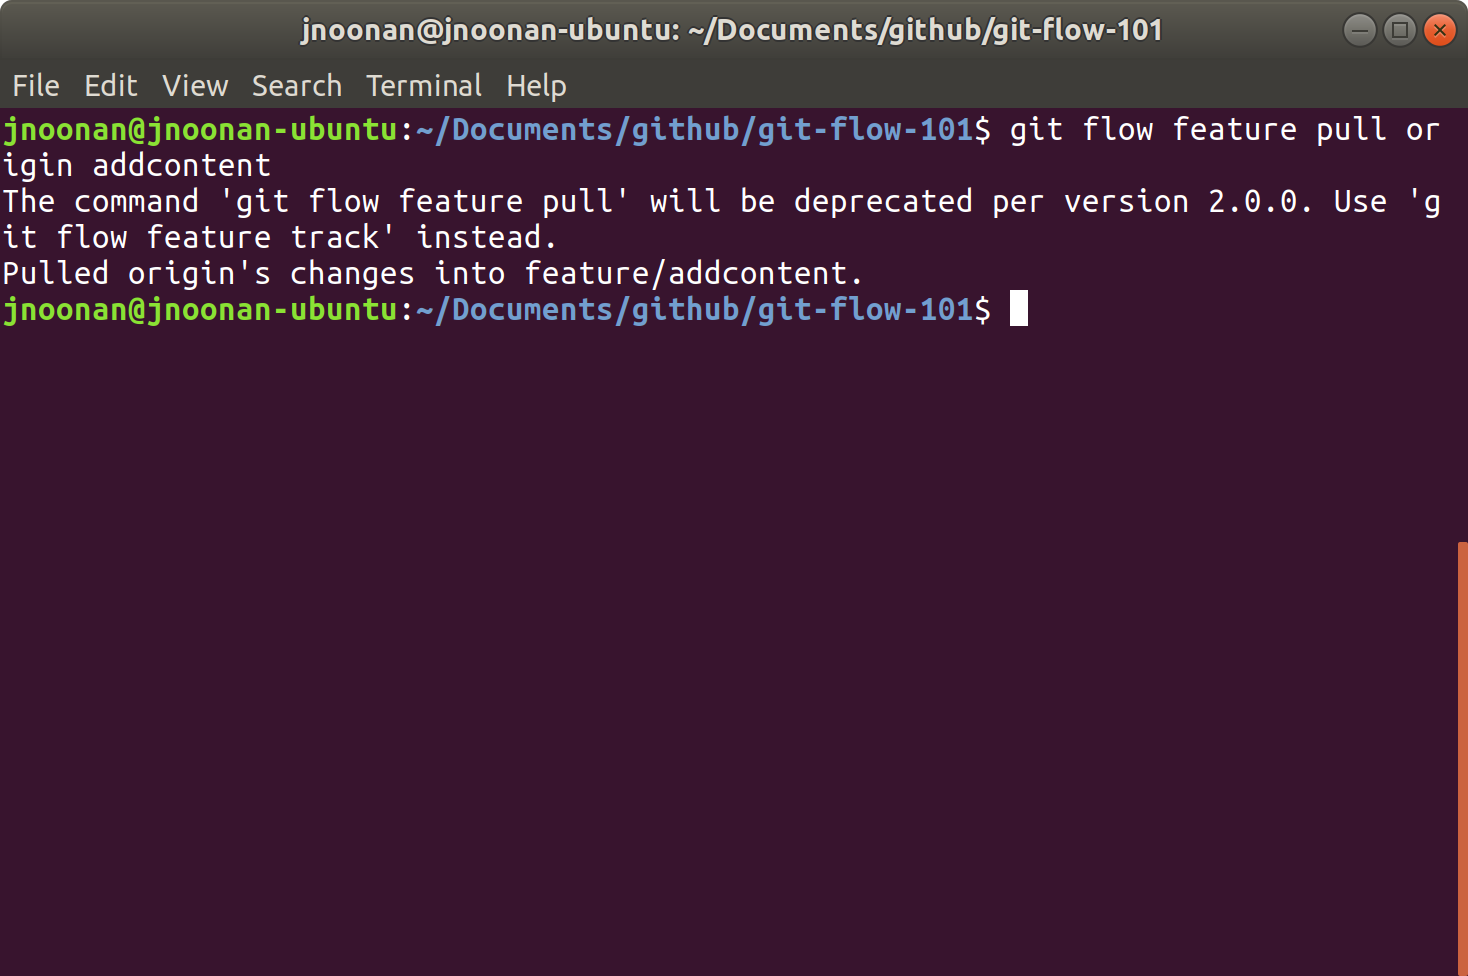 jnoonan@jnoonan-ubuntu: ~/Documents/github/git-flow-101
File Edit View Search Terminal Help
jnoonan@jnoonan-ubuntu:~/Documents/github/git-flow-101$ git flow feature pull or
igin addcontent
The command 'git flow feature pull' will be deprecated per version 2.0.0. Use 'g
it flow feature track' instead.
Pulled origin's changes into feature/addcontent.
jnoonan@jnoonan-ubuntu:~/Documents/github/git-flow-101$